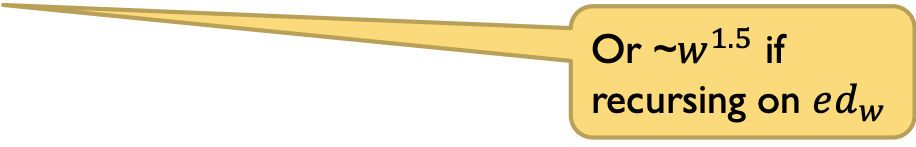 Or ~w^1.5 if
recursing on ed_w